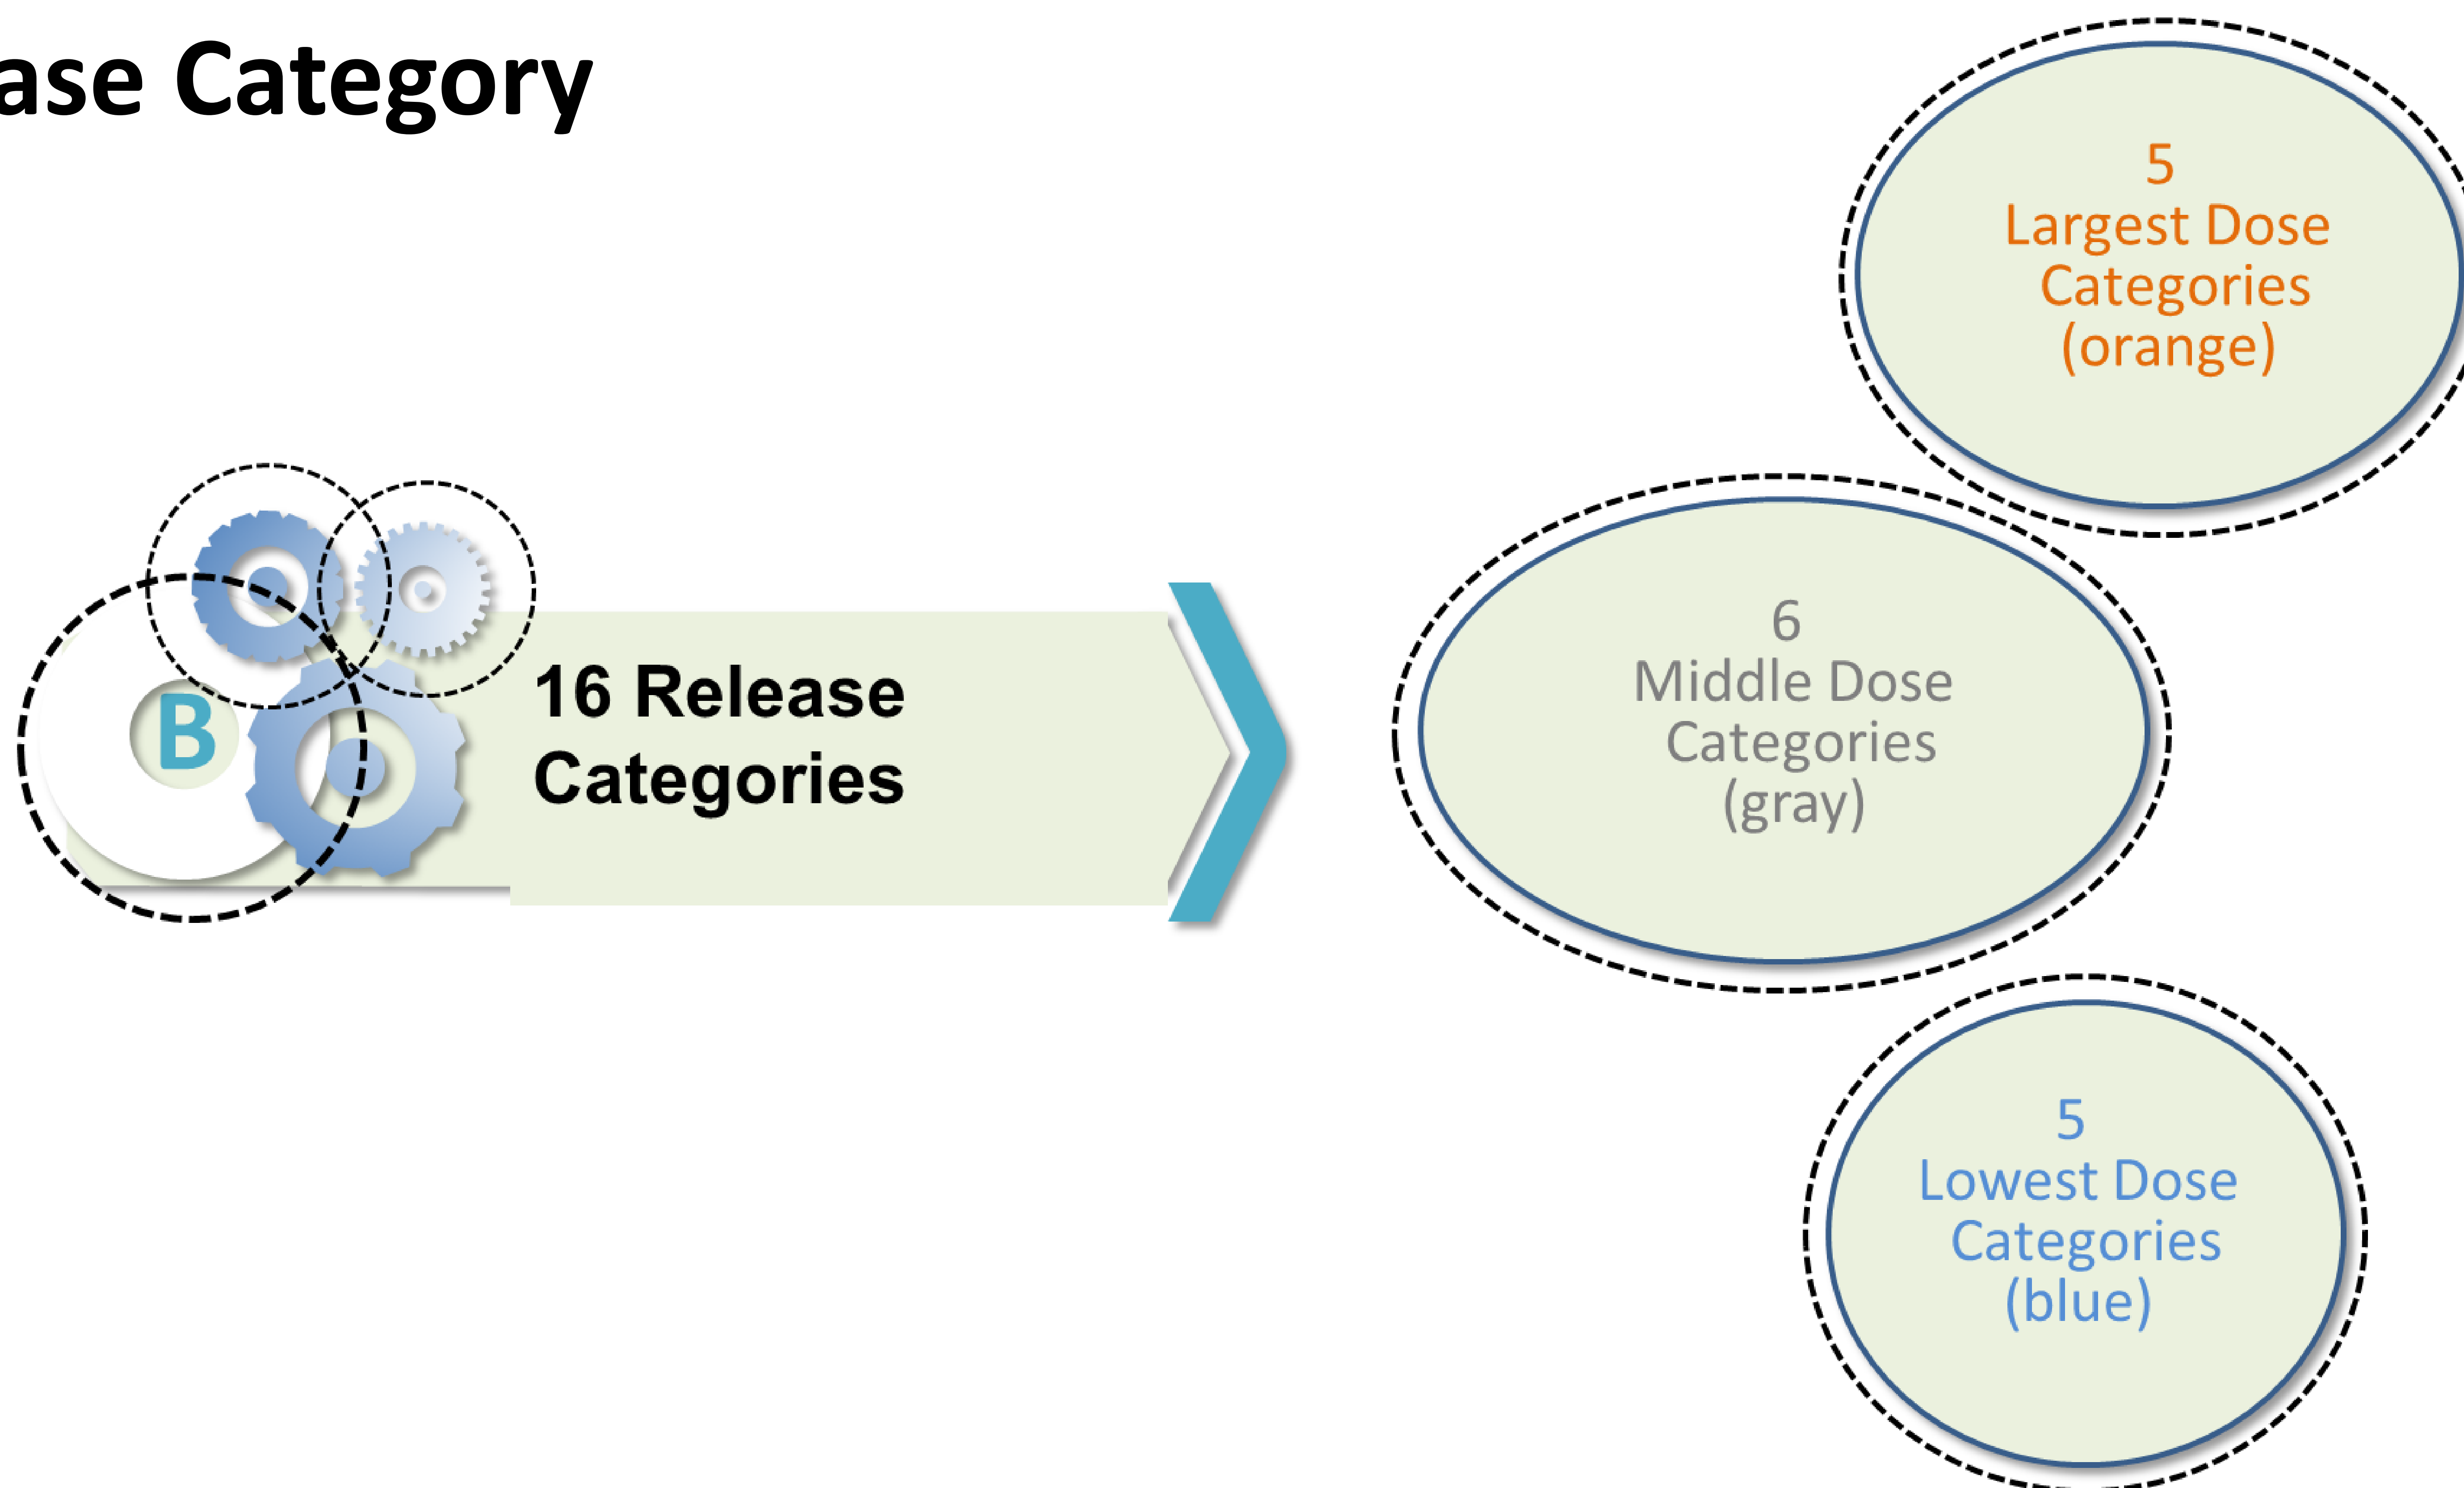 ase Category
B
16 Release
Categories
5
Largest Dose
Categories
(orange)
6
Middle Dose
Categories
(gray)
5
Lowest Dose
Categories
(blue)